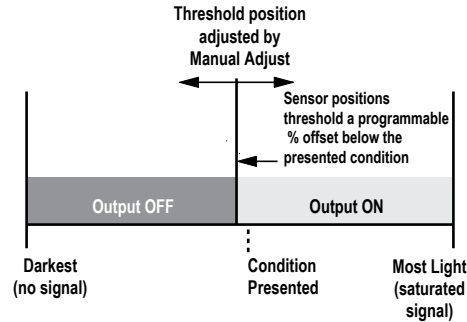 Threshold position
adjusted by
Manual Adjust
Sensor positions
threshold a programmable
% offset below the
presented condition
Output OFF
Output ON
Darkest
(no signal)
Condition
Presented
Most Light
(saturated
signal)